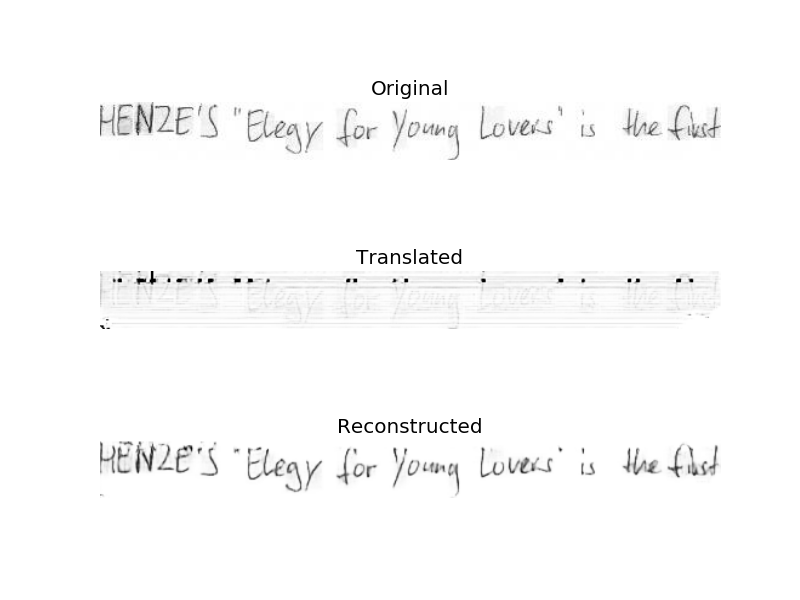 Original
HENZE'S "Elegy for Young Lovers" is the first
Translated
HENZE'S "Elegy for Young Lovers" is the first
Reconstructed
HENZE'S "Elegy for Young Lovers" is the first